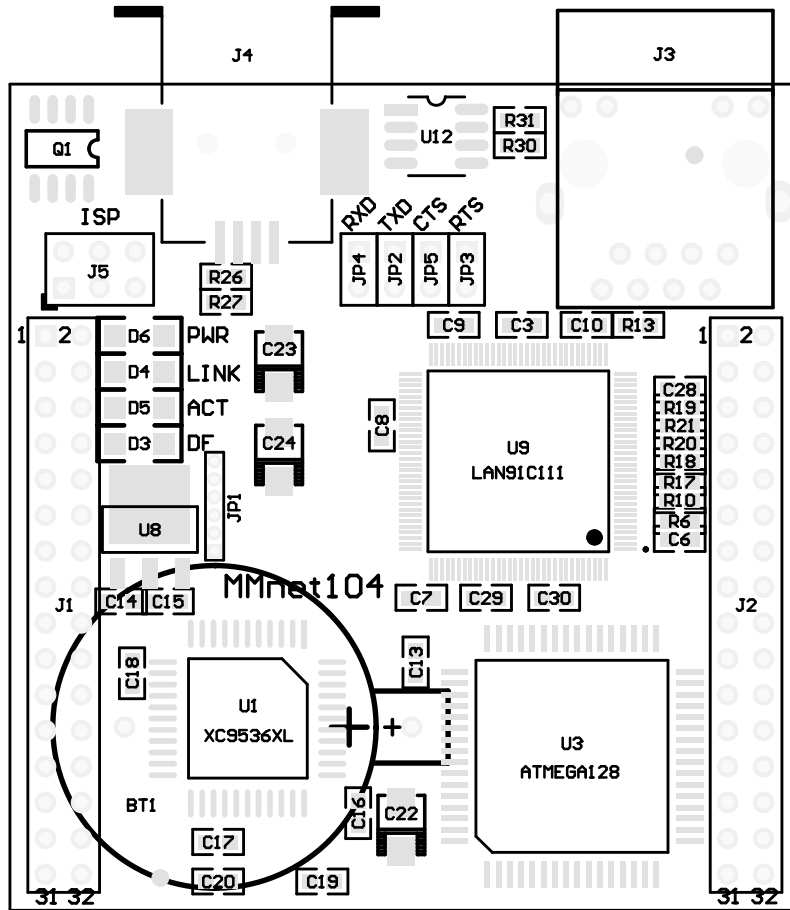 J4
J3
Q1
U12
R31
R30
ISP
RXD
TXD
CTS
RTS
J5
R26
R27
JP4
JP2
JP5
JP3
C9
C3
C10
R13
1
2
D6
PWR
D4
LINK
D5
ACT
D3
DF
C23
C24
C8
U9
LAN91C111
1
2
C28
R19
R21
R20
R18
R17
R10
R6
C6
U8
JP1
MMnet104
J1
C14
C15
C7
C29
C30
J2
C18
C13
U1
XC9536XL
+
U3
ATMEGA128
BT1
C16
C22
C17
C20
C19
31
32
31
32